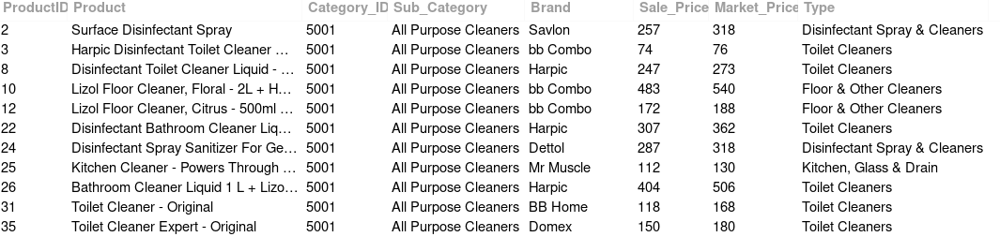 ProductID Product Category_ID Sub_Category Brand Sale_Price Market_Price Type
2 Surface Disinfectant Spray 5001 All Purpose Cleaners Savlon 257 318 Disinfectant Spray & Cleaners
3 Harpic Disinfectant Toilet Cleaner ... 5001 All Purpose Cleaners bb Combo 74 76 Toilet Cleaners
8 Disinfectant Toilet Cleaner Liquid - ... 5001 All Purpose Cleaners Harpic 247 273 Toilet Cleaners
10 Lizol Floor Cleaner, Floral - 2L + H... 5001 All Purpose Cleaners bb Combo 483 540 Floor & Other Cleaners
12 Lizol Floor Cleaner, Citrus - 500ml ... 5001 All Purpose Cleaners bb Combo 172 188 Floor & Other Cleaners
22 Disinfectant Bathroom Cleaner Liq... 5001 All Purpose Cleaners Harpic 307 362 Toilet Cleaners
24 Disinfectant Spray Sanitizer For Ge... 5001 All Purpose Cleaners Dettol 287 318 Disinfectant Spray & Cleaners
25 Kitchen Cleaner - Powers Through ... 5001 All Purpose Cleaners Mr Muscle 112 130 Kitchen, Glass & Drain
26 Bathroom Cleaner Liquid 1 L + Lizo... 5001 All Purpose Cleaners Harpic 404 506 Toilet Cleaners
31 Toilet Cleaner - Original 5001 All Purpose Cleaners BB Home 118 168 Toilet Cleaners
35 Toilet Cleaner Expert - Original 5001 All Purpose Cleaners Domex 150 180 Toilet Cleaners